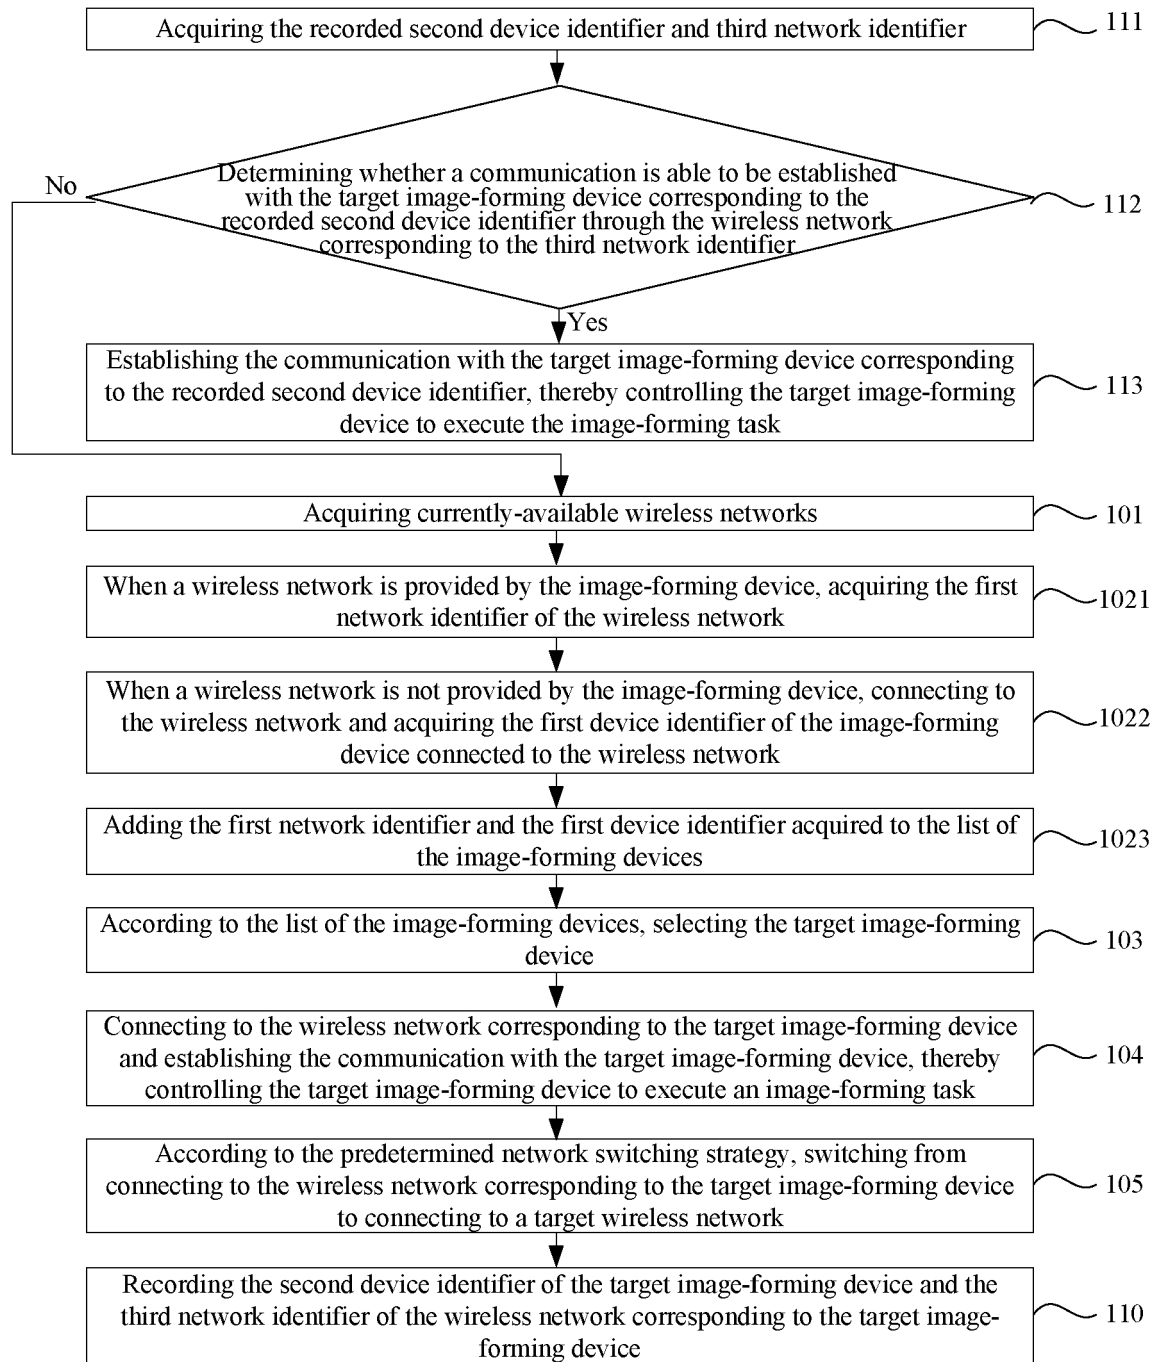 Acquiring the recorded second device identifier and third network identifier
111
Determining whether a communication is able to be established
with the target image-forming device corresponding to the
recorded second device identifier through the wireless network
corresponding to the third network identifier
No
112
Yes
Establishing the communication with the target image-forming device corresponding
to the recorded second device identifier, thereby controlling the target image-forming
device to execute the image-forming task
113
Acquiring currently-available wireless networks
101
When a wireless network is provided by the image-forming device, acquiring the first
network identifier of the wireless network
1021
When a wireless network is not provided by the image-forming device, connecting to
the wireless network and acquiring the first device identifier of the image-forming
device connected to the wireless network
1022
Adding the first network identifier and the first device identifier acquired to the list of
the image-forming devices
1023
According to the list of the image-forming devices, selecting the target image-forming
device
103
Connecting to the wireless network corresponding to the target image-forming device
and establishing the communication with the target image-forming device, thereby
controlling the target image-forming device to execute an image-forming task
104
According to the predetermined network switching strategy, switching from
connecting to the wireless network corresponding to the target image-forming device
to connecting to a target wireless network
105
Recording the second device identifier of the target image-forming device and the
third network identifier of the wireless network corresponding to the target image-
forming device
110